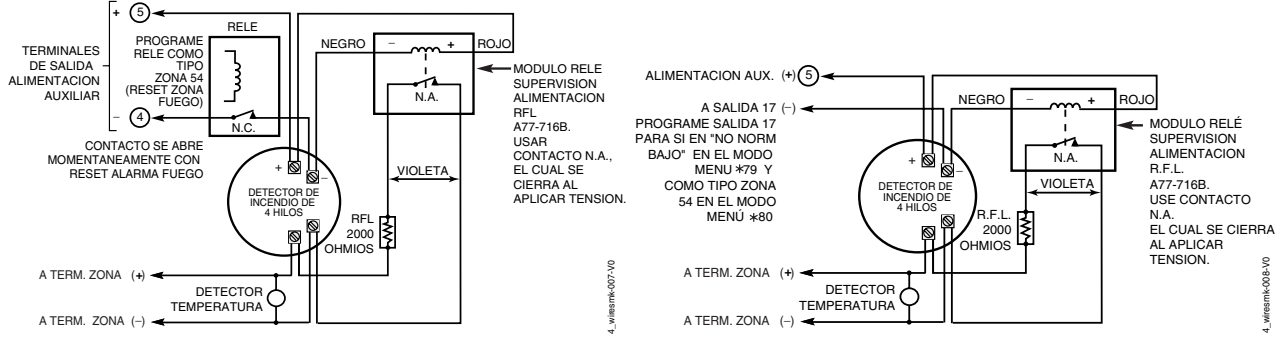 + 5
RELE
TERMINALES
DE SALIDA
ALIMENTACION
AUXILIAR
PROGRAME
RELE COMO
TIPO
ZONA 54
(RESET ZONA
FUEGO)
− 4
N.C.
CONTACTO SE ABRE
MOMENTANEAMENTE CON
RESET ALARMA FUEGO
NEGRO
− +
ROJO
N.A.
MODULO RELE
SUPERVISION
ALIMENTACION
RFL
A77-716B.
USAR
CONTACTO N.A.,
EL CUAL SE
CIERRA AL
APLICAR TENSION.
+ −
DETECTOR DE
INCENDIO DE
4 HILOS
VIOLETA
RFL
2000
OHMIOS
A TERM. ZONA (+)
DETECTOR
TEMPERATURA
A TERM. ZONA (−)
4_wiresmk-007-V0
ALIMENTACION AUX. (+) 5
A SALIDA 17 (−)
PROGRAME SALIDA 17
PARA SI EN "NO NORM
BAJO" EN EL MODO
MENU *79 Y
COMO TIPO ZONA
54 EN EL MODO
MENÚ *80
NEGRO
− +
ROJO
N.A.
MODULO RELÉ
SUPERVISION
ALIMENTACION
R.F.L.
A77-716B.
USE CONTACTO
N.A.
EL CUAL SE CIERRA
AL APLICAR
TENSION.
+ −
DETECTOR DE
INCENDIO DE
4 HILOS
VIOLETA
R.F.L.
2000
OHMIOS
A TERM. ZONA (+)
DETECTOR
TEMPERATURA
A TERM. ZONA (−)
4_wiresmk-008-V0